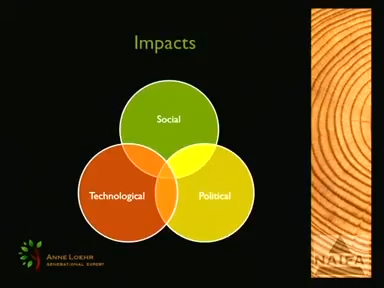 Impacts
Social
Technological
Political
ANNE LOEHR
GENERATIONAL EXPERT
NAIFA